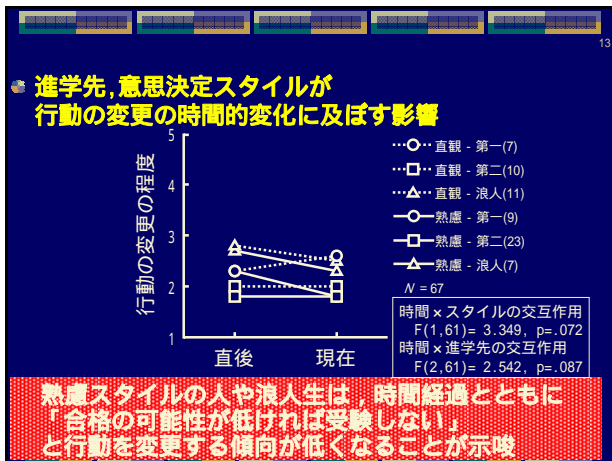 13
進学先,意思決定スタイルが
行動の変更の時間的変化に及ぼす影響
行動の変更の程度
5
4
3
2
1
直後
現在
直観 - 第一(7)
直観 - 第二(10)
直観 - 浪人(11)
熟慮 - 第一(9)
熟慮 - 第二(23)
熟慮 - 浪人(7)
N = 67
時間×スタイルの交互作用
F(1,61)= 3.349, p=.072
時間×進学先の交互作用
F(2,61)= 2.542, p=.087
熟慮スタイルの人や浪人生は，時間経過とともに
「合格の可能性が低ければ受験しない」
と行動を変更する傾向が低くなることが示唆